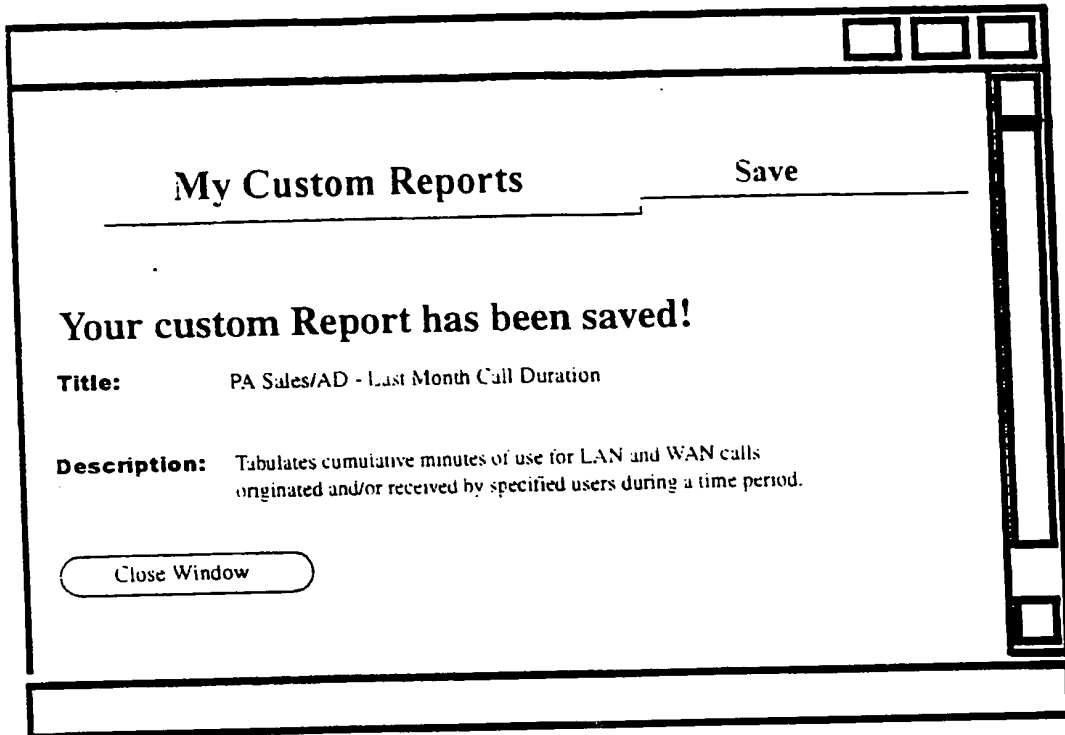 My Custom Reports
Save
Your custom Report has been saved!
Title: PA Sales/AD - Last Month Call Duration
Description: Tabulates cumulative minutes of use for LAN and WAN calls
originated and/or received by specified users during a time period.
Close Window